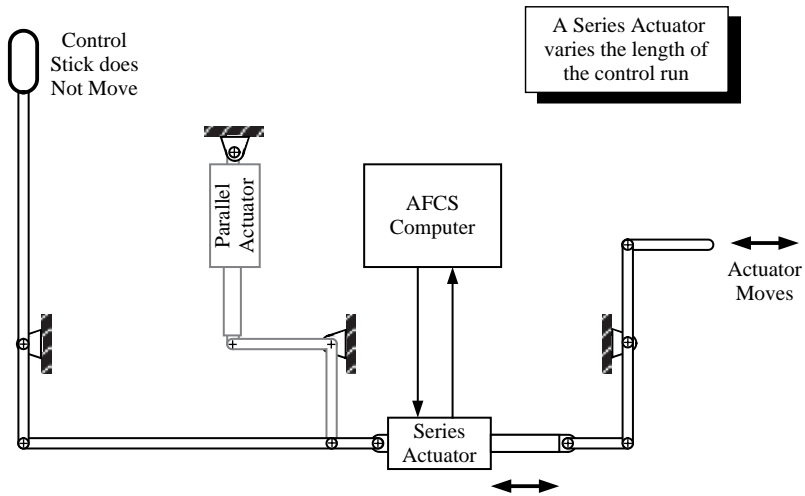 Control
Stick does
Not Move
A Series Actuator
varies the length of
the control run
Parallel
Actuator
AFCS
Computer
Actuator
Moves
Series
Actuator